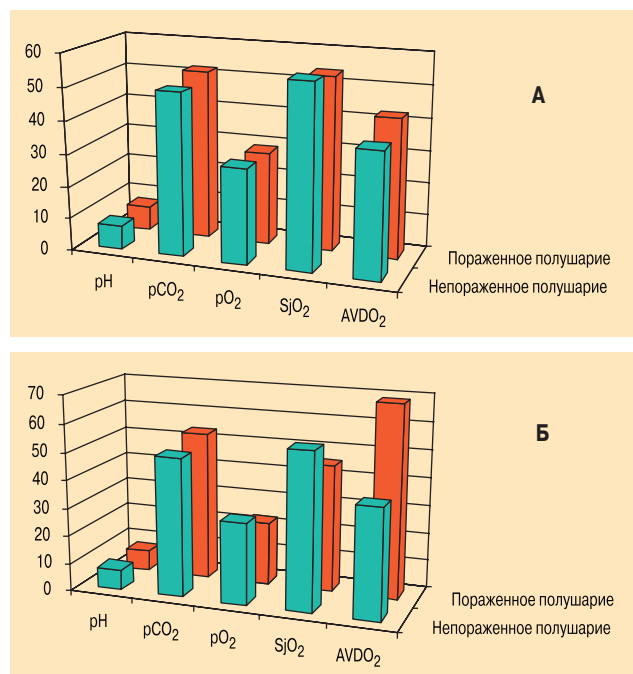 60
50
40
30
20
10
0
А
pH
pCO2
pO2
SjO2
AVDO2
Пораженное полушарие
Непораженное полушарие
70
60
50
40
30
20
10
0
Б
pH
pCO2
pO2
SjO2
AVDO2
Пораженное полушарие
Непораженное полушарие